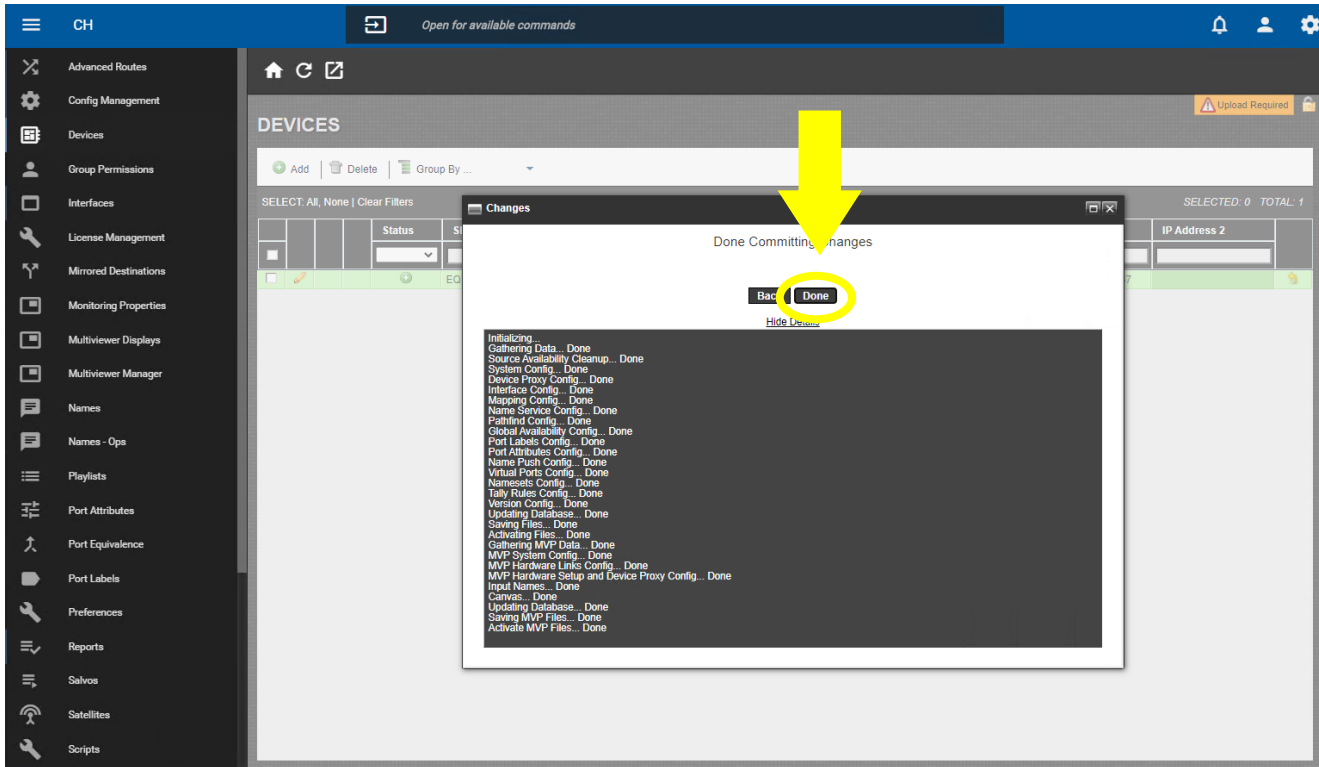 CH
Open for available commands
Advanced Routes
Config Management
Devices
Group Permissions
Interfaces
License Management
Mirrored Destinations
Monitoring Properties
Multiviewer Displays
Multiviewer Manager
Names
Names - Ops
Playlists
Port Attributes
Port Equivalence
Port Labels
Preferences
Reports
Salvos
Satellites
Scripts
Upload Required
DEVICES
Add Delete Group By ...
SELECT: All, None | Clear Filters
SELECTED: 0 TOTAL: 1
Status
IP Address 2
EQ
7
Changes
Done Committing
Done
Hide
Initializing...
Gathering Data... Done
Source Availability Cleanup... Done
System Config... Done
Device Proxy Config... Done
Interface Config... Done
Mapping Config... Done
Name Service Config... Done
Pathfind Config... Done
Global Availability Config... Done
Port Labels Config... Done
Port Attributes Config... Done
Name Push Config... Done
Virtual Ports Config... Done
Namesets Config... Done
Tally Rules Config... Done
Version Config... Done
Updating Database... Done
Saving Files... Done
Activating Files... Done
Gathering MVP Data... Done
MVP System Config... Done
MVP Hardware Links Config... Done
MVP Hardware Setup and Device Proxy Config... Done
Input Names... Done
Canvas... Done
Updating Database... Done
Saving MVP Files... Done
Activate MVP Files... Done